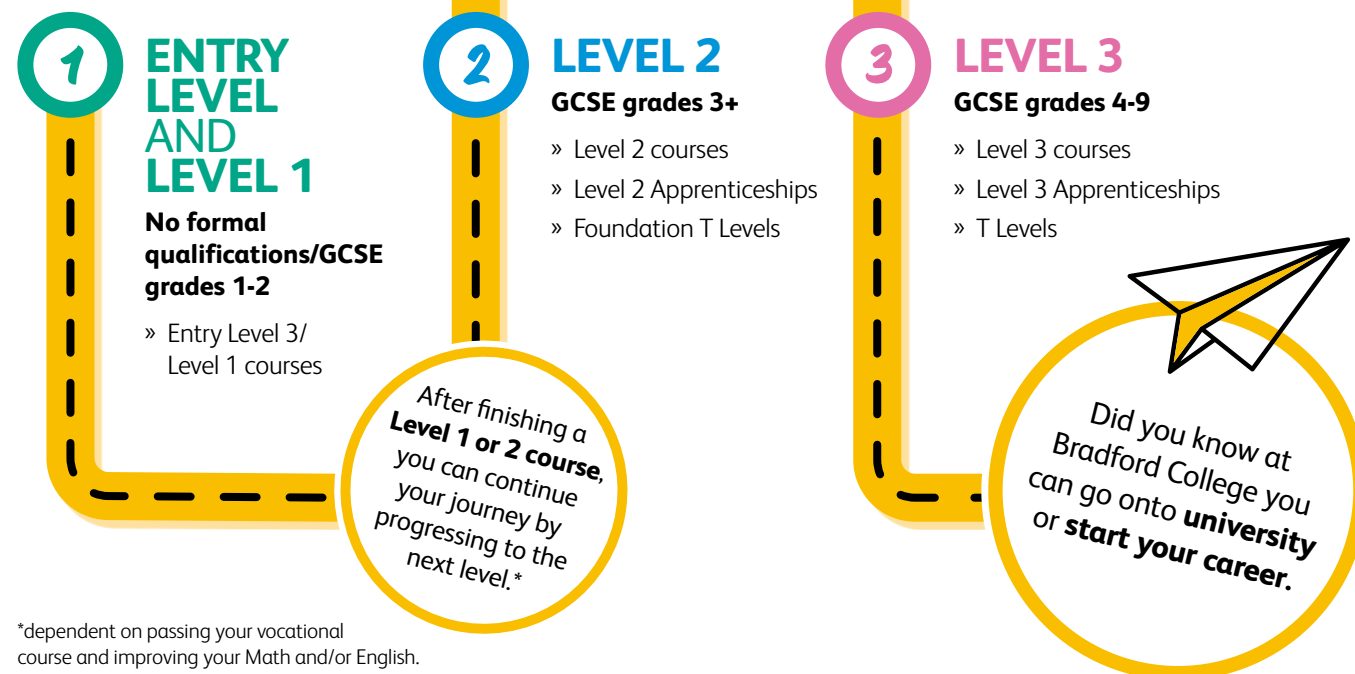 1
ENTRY
LEVEL
AND
LEVEL 1
No formal
qualifications/GCSE
grades 1-2
» Entry Level 3/
Level 1 courses
2
LEVEL 2
GCSE grades 3+
» Level 2 courses
» Level 2 Apprenticeships
» Foundation T Levels
After finishing a
Level 1 or 2 course,
you can continue
your journey by
progressing to the
next level.*
3
LEVEL 3
GCSE grades 4-9
» Level 3 courses
» Level 3 Apprenticeships
» T Levels
Did you know at
Bradford College you
can go onto university
or start your career.
*dependent on passing your vocational
course and improving your Math and/or English.